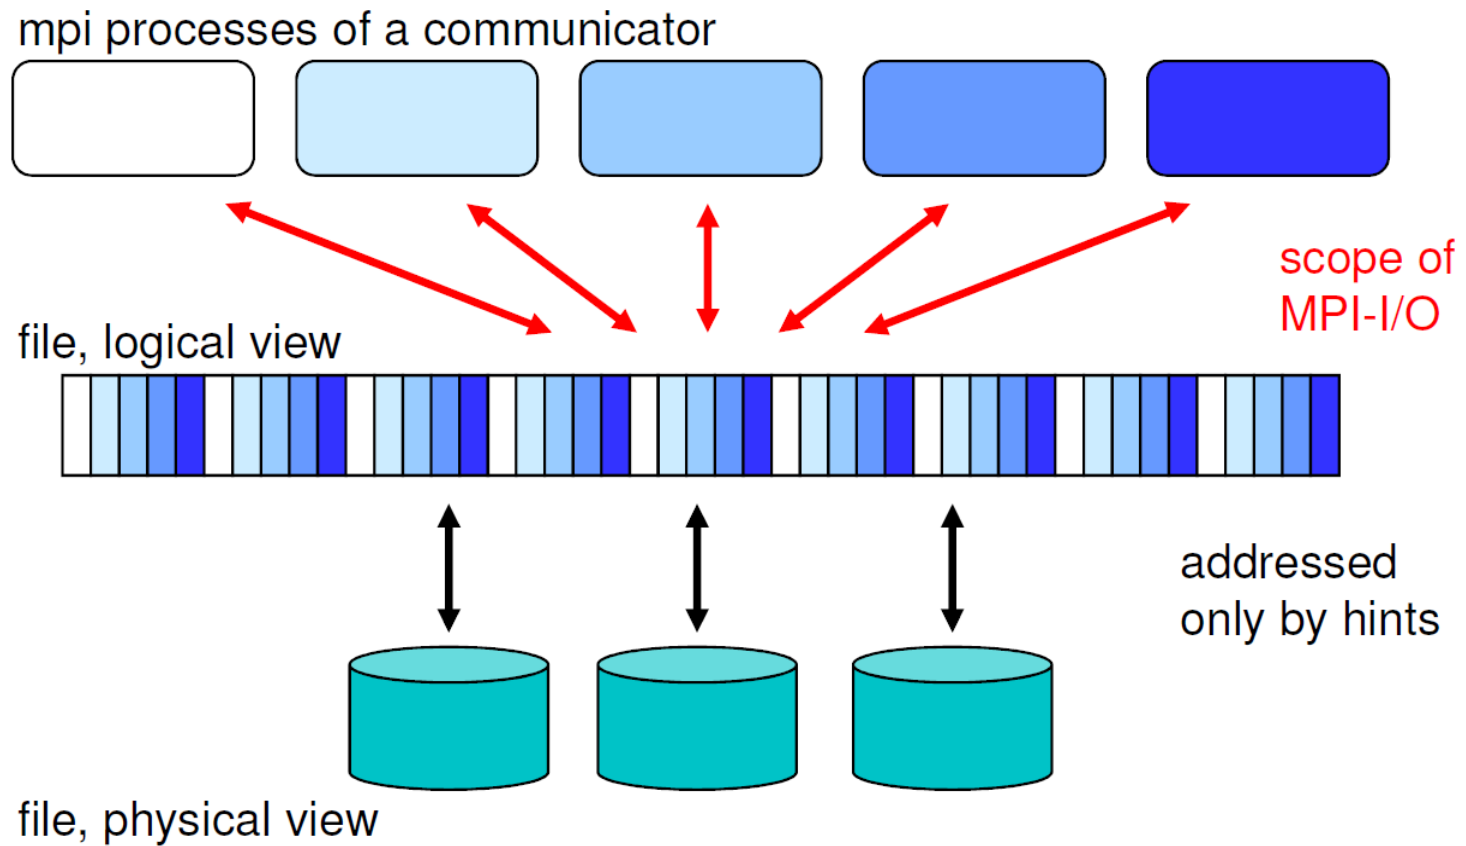 mpi processes of a communicator
scope of
MPI-I/O
file, logical view
addressed
only by hints
file, physical view